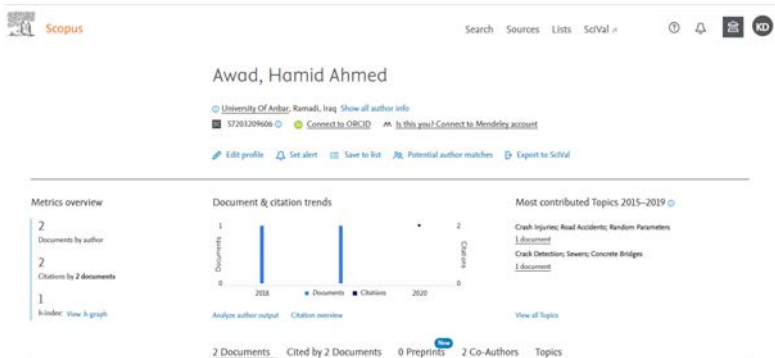 Scopus
Search Sources Lists SciVal ↗
KD
Awad, Hamid Ahmed
University Of Anbar, Ramadi, Iraq Show all author info
57203209606
Connect to ORCID
Is this you? Connect to Mendeley account
Edit profile Set alert Save to list Potential author matches Export to SciVal
Metrics overview
2
Documents by author
2
Citations by 2 documents
1
h-index: View h-graph
Document & citation trends
1
0
Documents
2
0
Citations
2018
2020
Documents Citations
Analyze author output Citation overview
Most contributed Topics 2015–2019
Crash Injuries; Road Accidents; Random Parameters
1 document
Crack Detection; Sewers; Concrete Bridges
1 document
View all Topics
New
2 Documents Cited by 2 Documents 0 Preprints 2 Co-Authors Topics